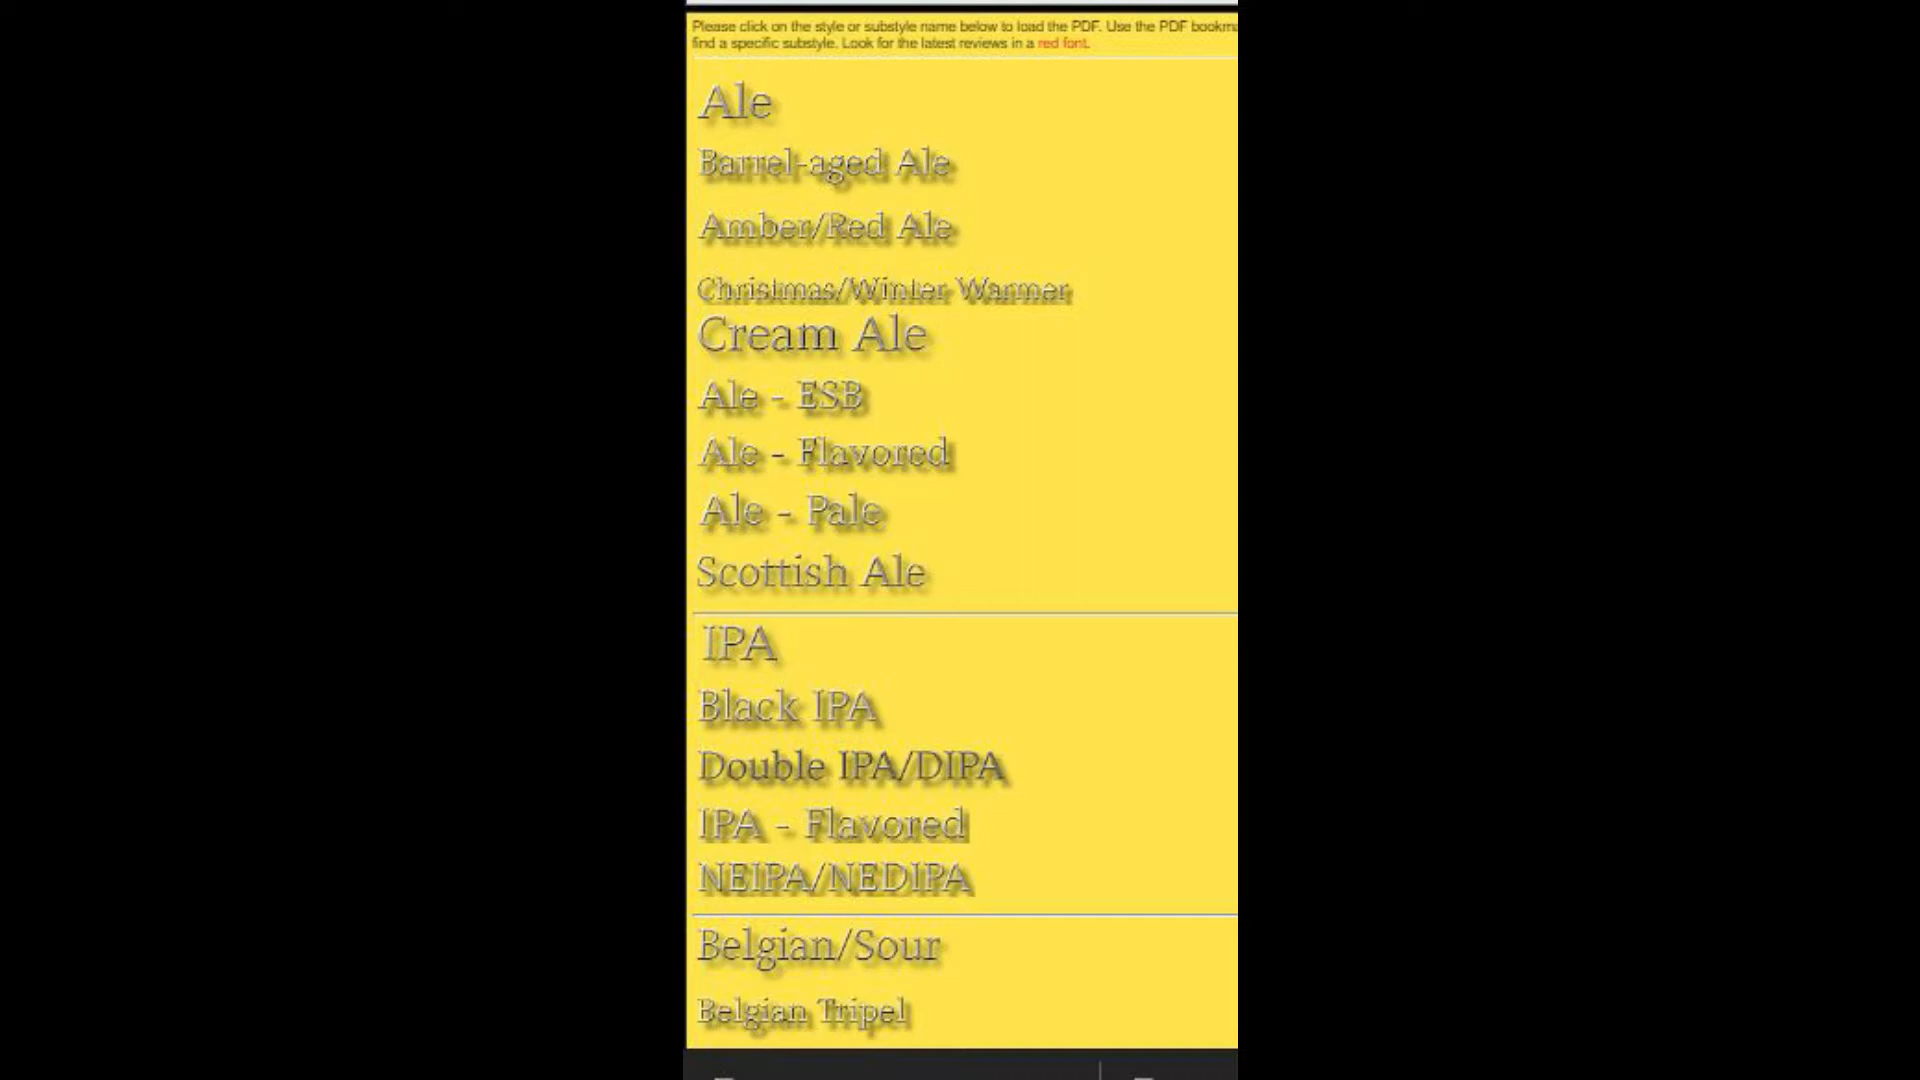 Please click on the style or substyle name below to load the PDF. Use the PDF
find a specific substyle. Look for the latest reviews in a red font.
Ale
Barrel-aged Ale
Amber/Red Ale
Christmas/Winter Warmer
Cream Ale
Ale - ESB
Ale - Flavored
Ale - Pale
Scottish Ale
IPA
Black IPA
Double IPA/DIPA
IPA - Flavored
NEIPA/NEDIPA
Belgian/Sour
Belgian Tripel